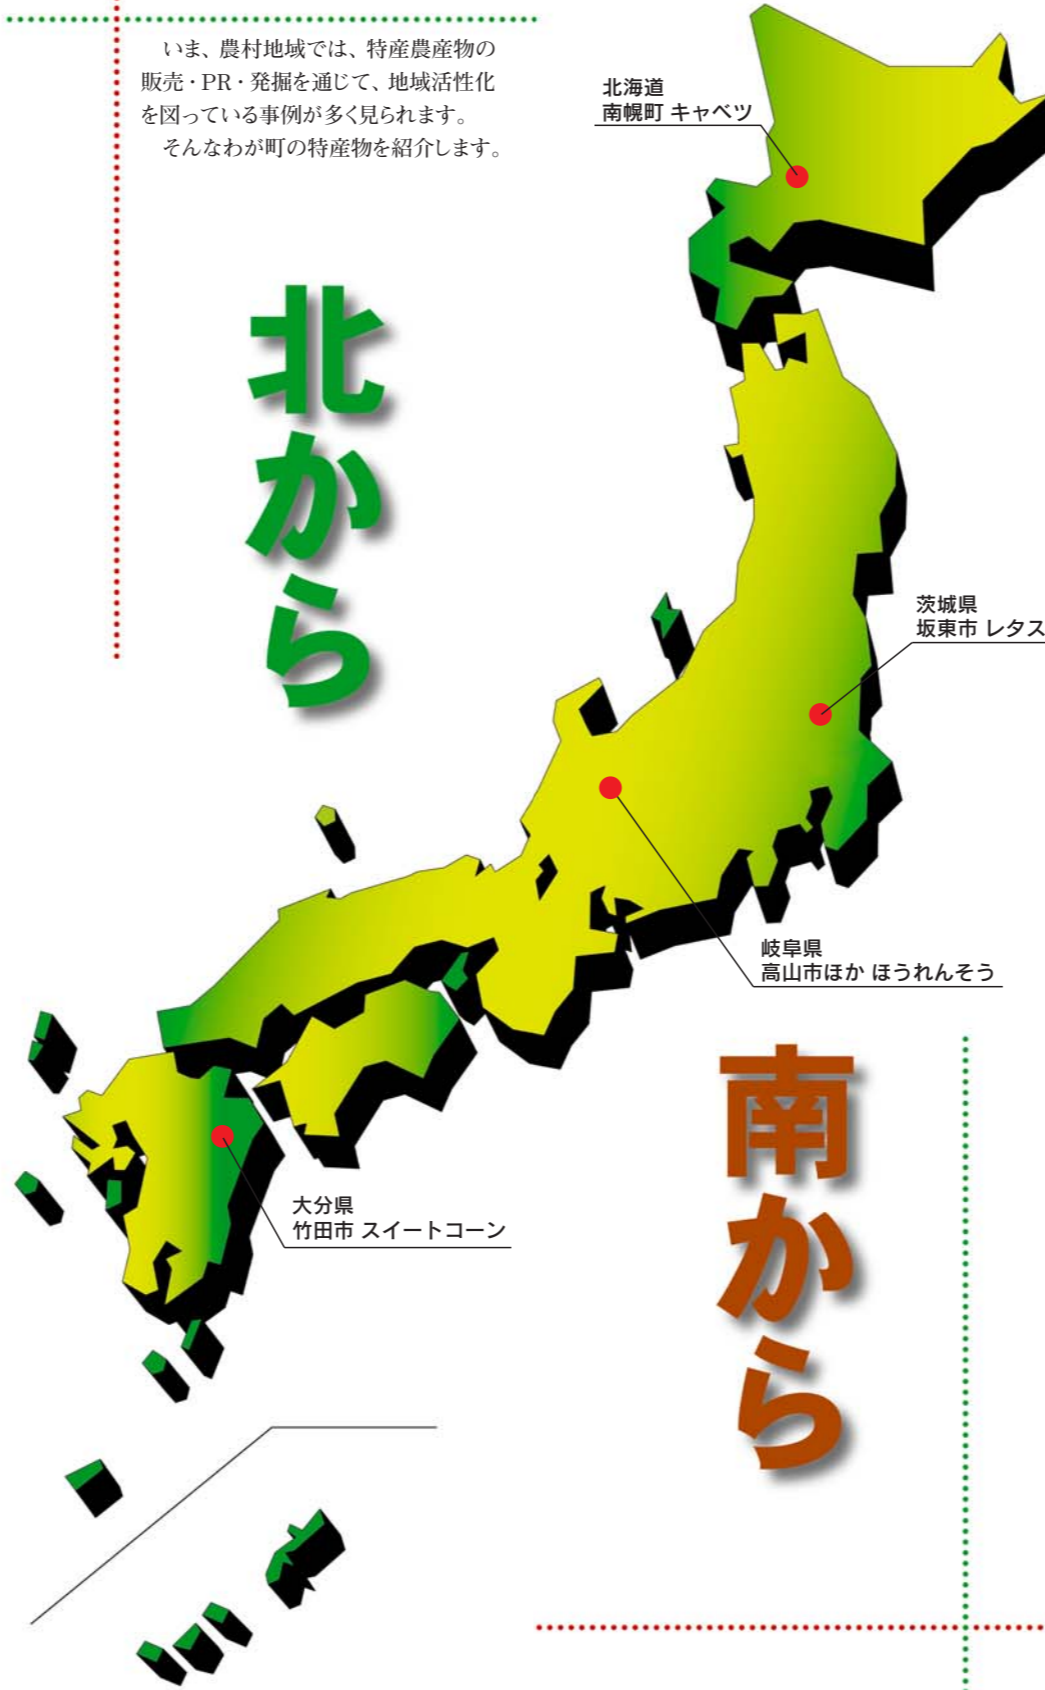 いま、農村地域では、特産農産物の
販売・PR・発掘を通じて、地域活性化
を図っている事例が多く見られます。
そんなわが町の特産物を紹介します。
北から
北海道
南幌町 キャベツ
茨城県
坂東市 レタス
岐阜県
高山市ほか ほうれんそう
大分県
竹田市 スイートコーン
南から